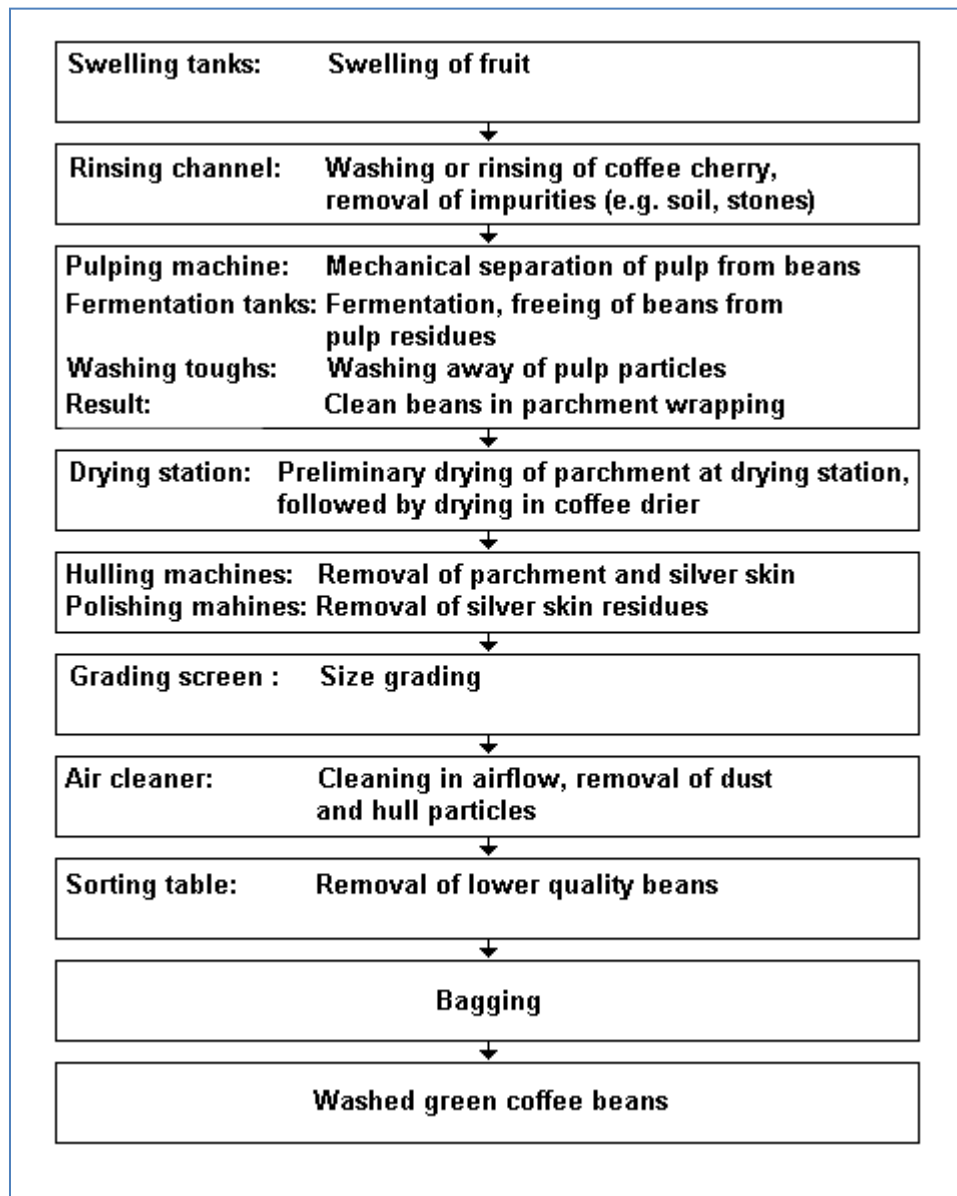 Swelling tanks: Swelling of fruit
Rinsing channel: Washing or rinsing of coffee cherry,
removal of impurities (e.g. soil, stones)
Pulping machine: Mechanical separation of pulp from beans
Fermentation tanks: Fermentation, freeing of beans from
pulp residues
Washing toughs: Washing away of pulp particles
Result: Clean beans in parchment wrapping
Drying station: Preliminary drying of parchment at drying station,
followed by drying in coffee drier
Hulling machines: Removal of parchment and silver skin
Polishing mahines: Removal of silver skin residues
Grading screen : Size grading
Air cleaner: Cleaning in airflow, removal of dust
and hull particles
Sorting table: Removal of lower quality beans
Bagging
Washed green coffee beans